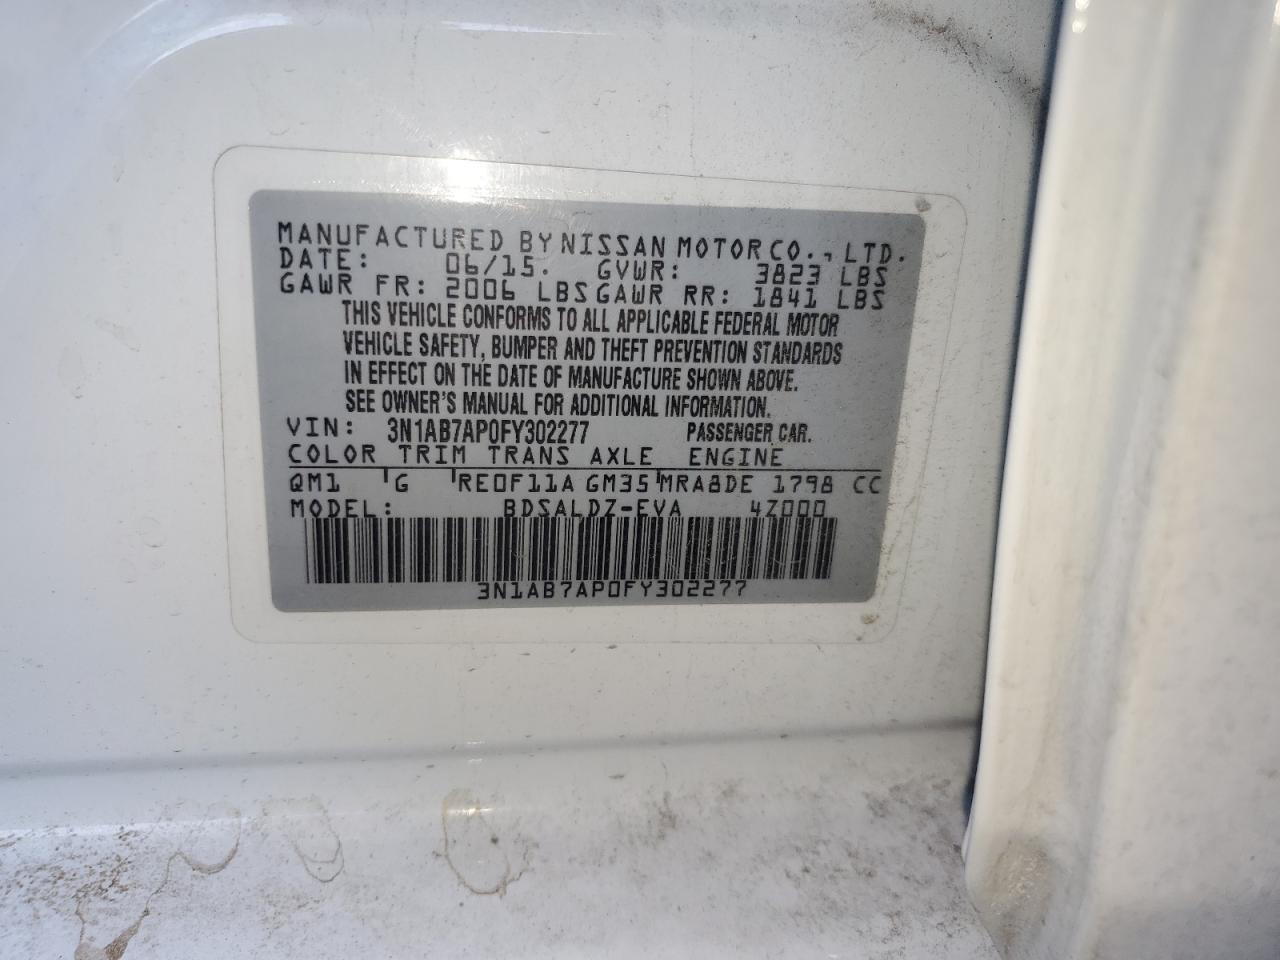 MANUFACTURED BY NISSAN MOTOR CO., LTD.
DATE: 06/15. GVWR: 3823 LBS
GAWR FR: 2006 LBS GAWR RR: 1841 LBS
THIS VEHICLE CONFORMS TO ALL APPLICABLE FEDERAL MOTOR
VEHICLE SAFETY, BUMPER AND THEFT PREVENTION STANDARDS
IN EFFECT ON THE DATE OF MANUFACTURE SHOWN ABOVE.
SEE OWNER'S MANUAL FOR ADDITIONAL INFORMATION.
VIN: 3N1AB7AP0FY302277 PASSENGER CAR.
COLOR TRIM TRANS AXLE ENGINE
QM1 G RE0F11A GM35 MRA8DE 1798 CC
MODEL: BDSALDZ-EVA 4Z000
3N1AB7AP0FY302277